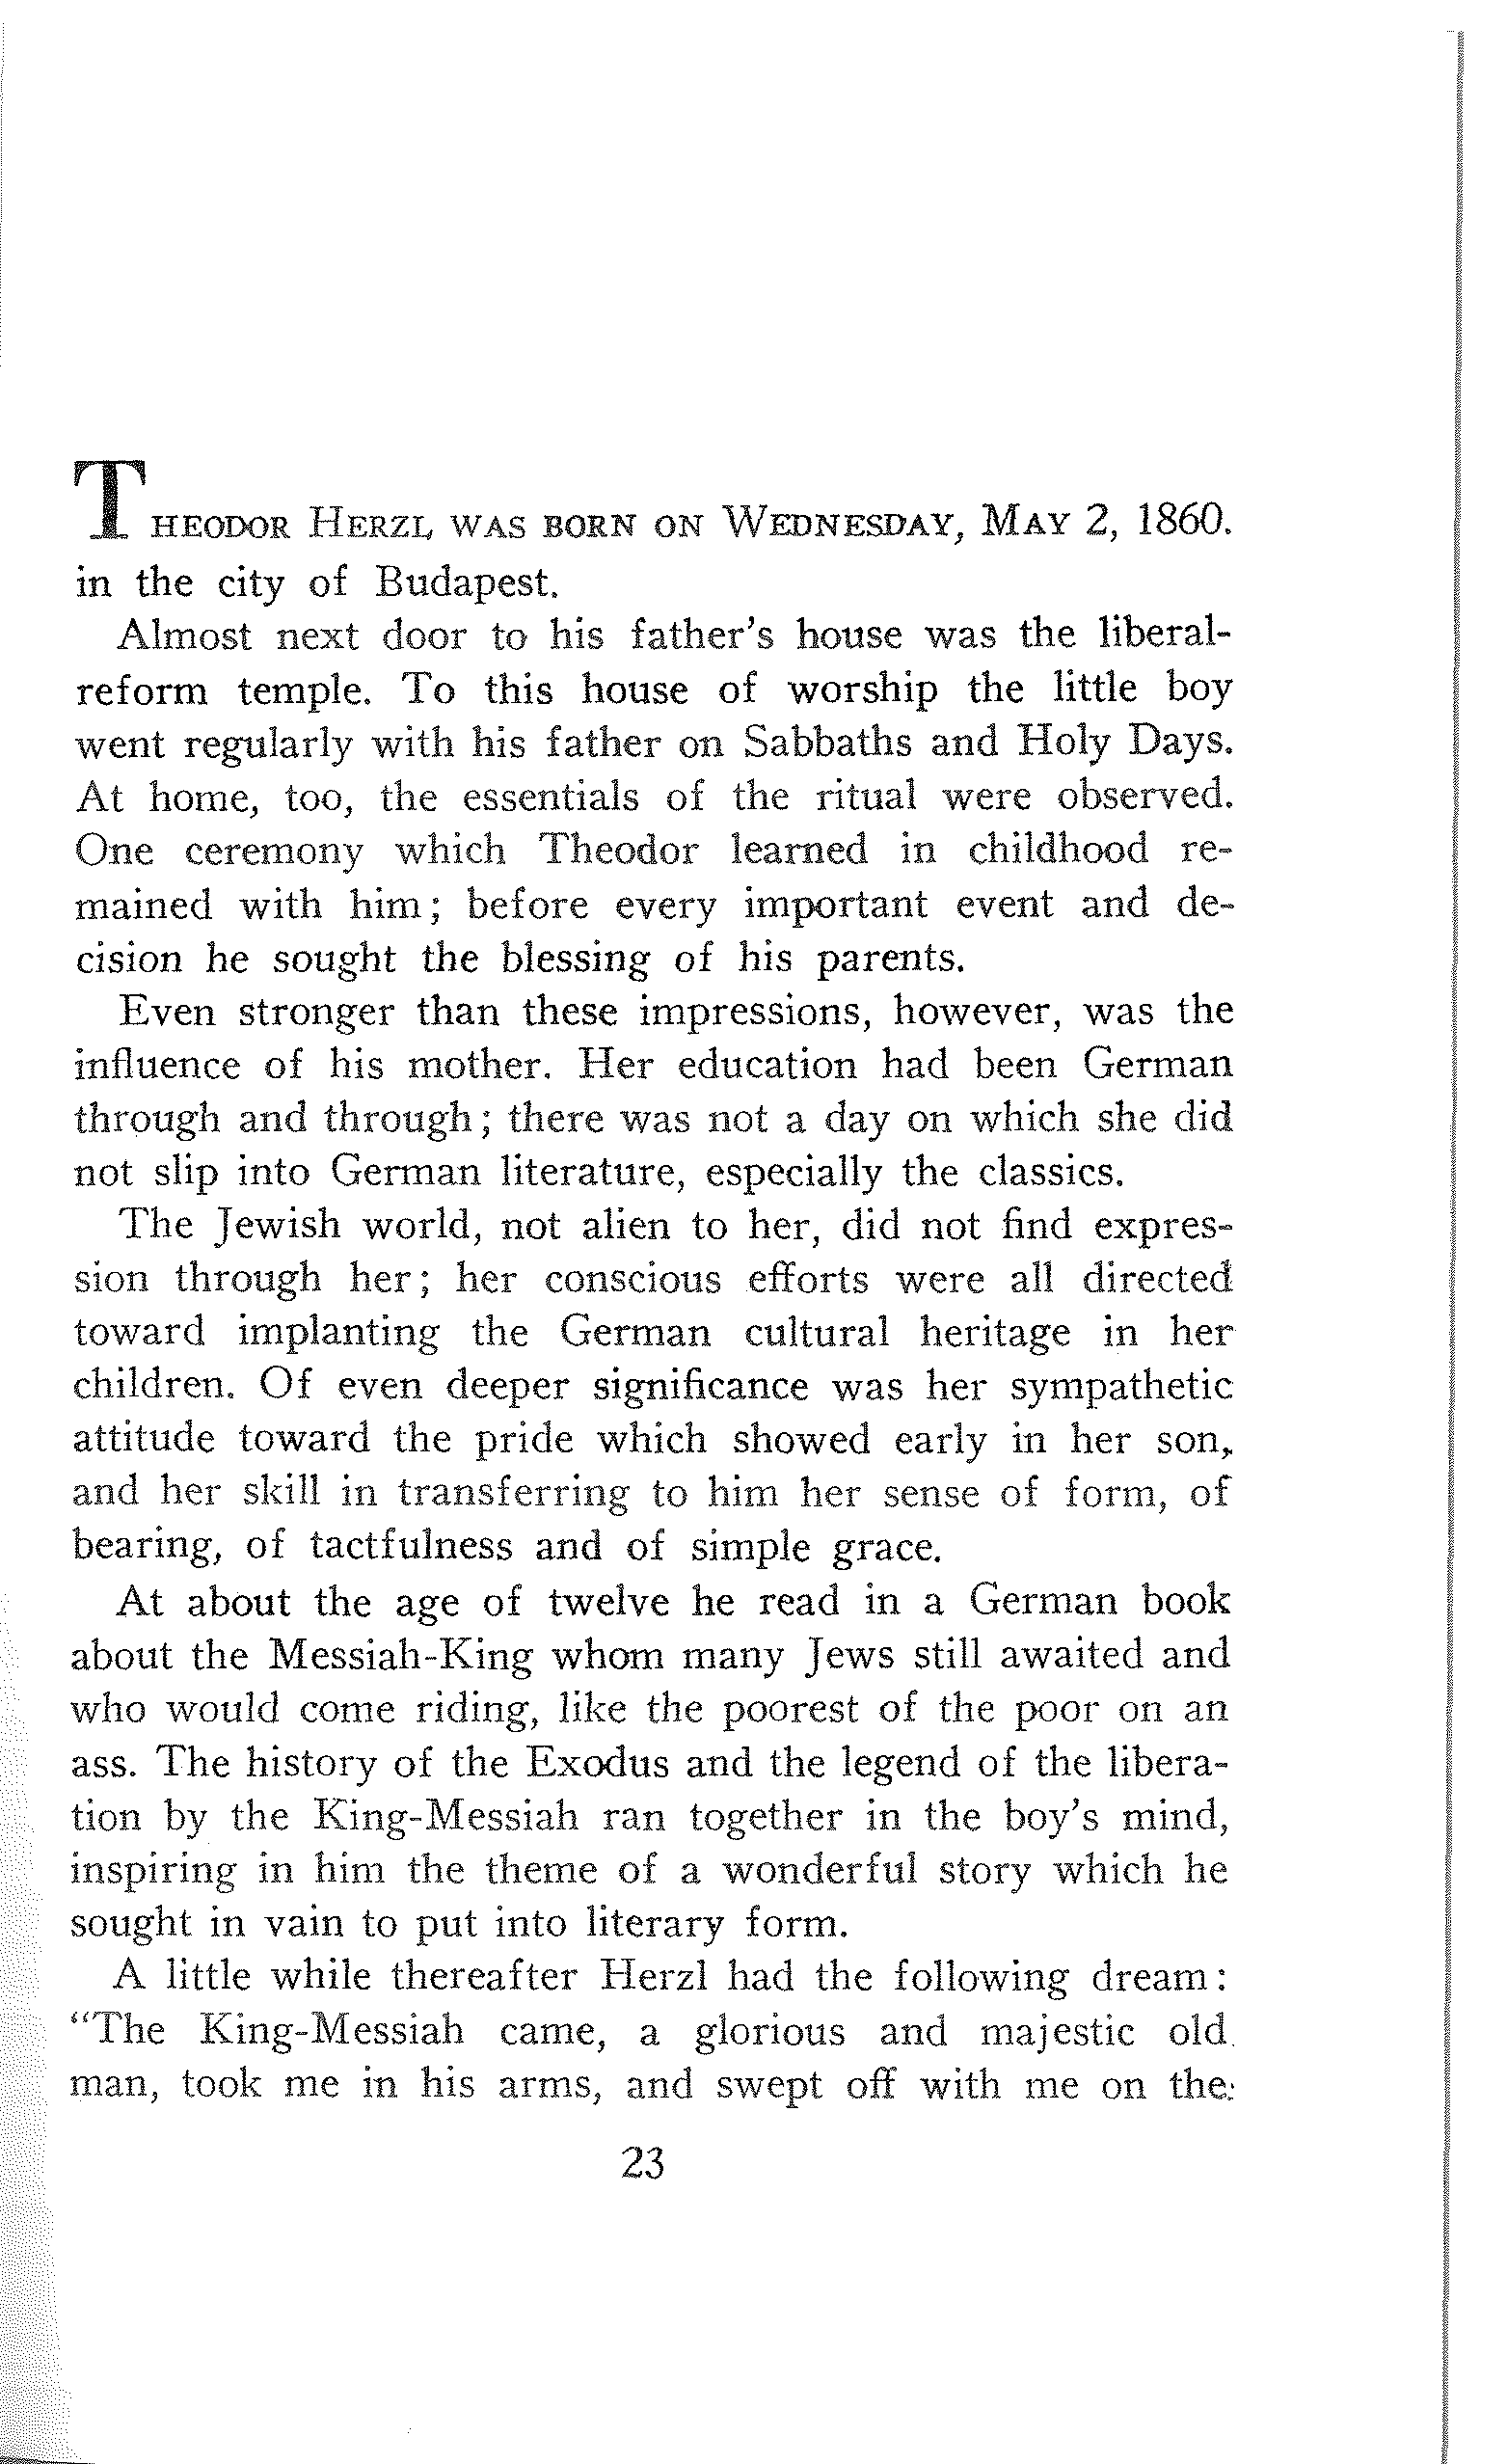 THEODOR HERZL WAS BORN ON WEDNESDAY, MAY 2, 1860.
in the city of Budapest.
Almost next door to his father's house was the liberal-
reform temple. To this house of worship the little boy
went regularly with his father on Sabbaths and Holy Days.
At home, too, the essentials of the ritual were observed.
One ceremony which Theodor learned in childhood re-
mained with him; before every important event and de-
cision he sought the blessing of his parents.
Even stronger than these impressions, however, was the
influence of his mother. Her education had been German
through and through; there was not a day on which she did
not slip into German literature, especially the classics.
The Jewish world, not alien to her, did not find expres-
sion through her; her conscious efforts were all directed
toward implanting the German cultural heritage in her
children. Of even deeper significance was her sympathetic
attitude toward the pride which showed early in her son,
and her skill in transferring to him her sense of form, of
bearing, of tactfulness and of simple grace.
At about the age of twelve he read in a German book
about the Messiah-King whom many Jews still awaited and
who would come riding, like the poorest of the poor on an
ass. The history of the Exodus and the legend of the libera-
tion by the King-Messiah ran together in the boy's mind,
inspiring in him the theme of a wonderful story which he
sought in vain to put into literary form.
A little while thereafter Herzl had the following dream:
"The King-Messiah came, a glorious and majestic old
man, took me in his arms, and swept off with me on the
23